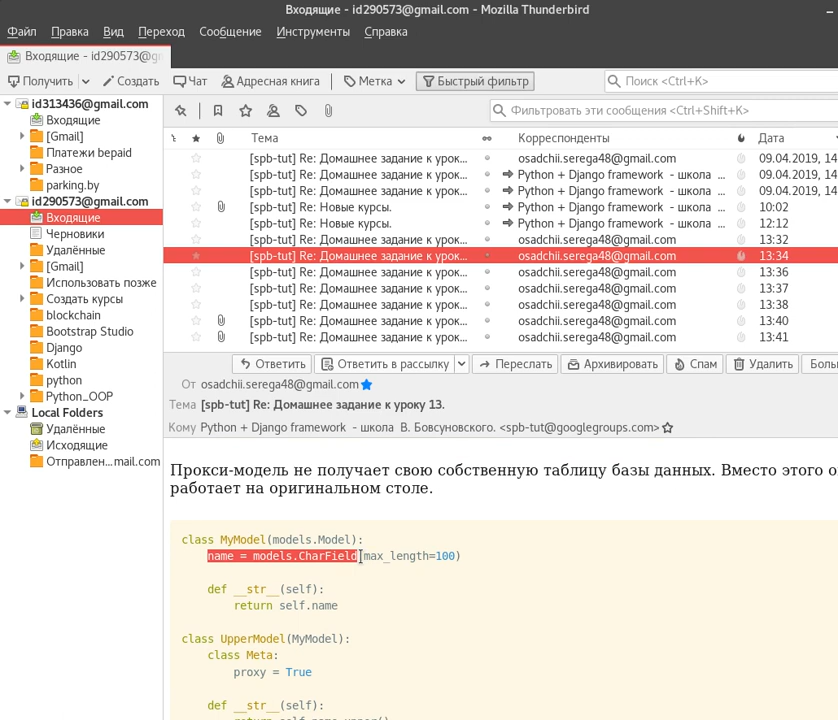 Входящие - id290573@gmail.com - Mozilla Thunderbird
Файл Правка Вид Переход Сообщение Инструменты Справка
Входящие - id290573@gm
Получить Создать Чат Адресная книга Метка Быстрый фильтр Поиск <Ctrl+K>
id313436@gmail.com
Входящие
[Gmail]
Платежи bepaid
Разное
parking.by
id290573@gmail.com
Входящие
Черновики
Удалённые
[Gmail]
Использовать позже
Создать курсы
blockchain
Bootstrap Studio
Django
Kotlin
python
Python_OOP
Local Folders
Удалённые
Исходящие
Отправлен...mail.com
Фильтровать эти сообщения <Ctrl+Shift+K>
Тема Корреспонденты Дата
[spb-tut] Re: Домашнее задание к урок... osadchii.serega48@gmail.com 09.04.2019, 14
[spb-tut] Re: Домашнее задание к урок... Python + Django framework - школа ... 09.04.2019, 14
[spb-tut] Re: Домашнее задание к урок... Python + Django framework - школа ... 09.04.2019, 14
[spb-tut] Re: Новые курсы. Python + Django framework - школа ... 10:02
[spb-tut] Re: Новые курсы. Python + Django framework - школа ... 12:12
[spb-tut] Re: Домашнее задание к урок... osadchii.serega48@gmail.com 13:32
[spb-tut] Re: Домашнее задание к урок... osadchii.serega48@gmail.com 13:34
[spb-tut] Re: Домашнее задание к урок... osadchii.serega48@gmail.com 13:36
[spb-tut] Re: Домашнее задание к урок... osadchii.serega48@gmail.com 13:37
[spb-tut] Re: Домашнее задание к урок... osadchii.serega48@gmail.com 13:38
[spb-tut] Re: Домашнее задание к урок... osadchii.serega48@gmail.com 13:40
[spb-tut] Re: Домашнее задание к урок... osadchii.serega48@gmail.com 13:41
Ответить Ответить в рассылку Переслать Архивировать Спам Удалить Боль
От osadchii.serega48@gmail.com
Тема [spb-tut] Re: Домашнее задание к уроку 13.
Кому Python + Django framework - школа В. Бовсуновского. <spb-tut@googlegroups.com>
Прокси-модель не получает свою собственную таблицу базы данных. Вместо этого о
работает на оригинальном столе.
class MyModel(models.Model):
name = models.CharField(max_length=100)
def __str__(self):
return self.name
class UpperModel(MyModel):
class Meta:
proxy = True
def __str__(self):
return self.name.upper()